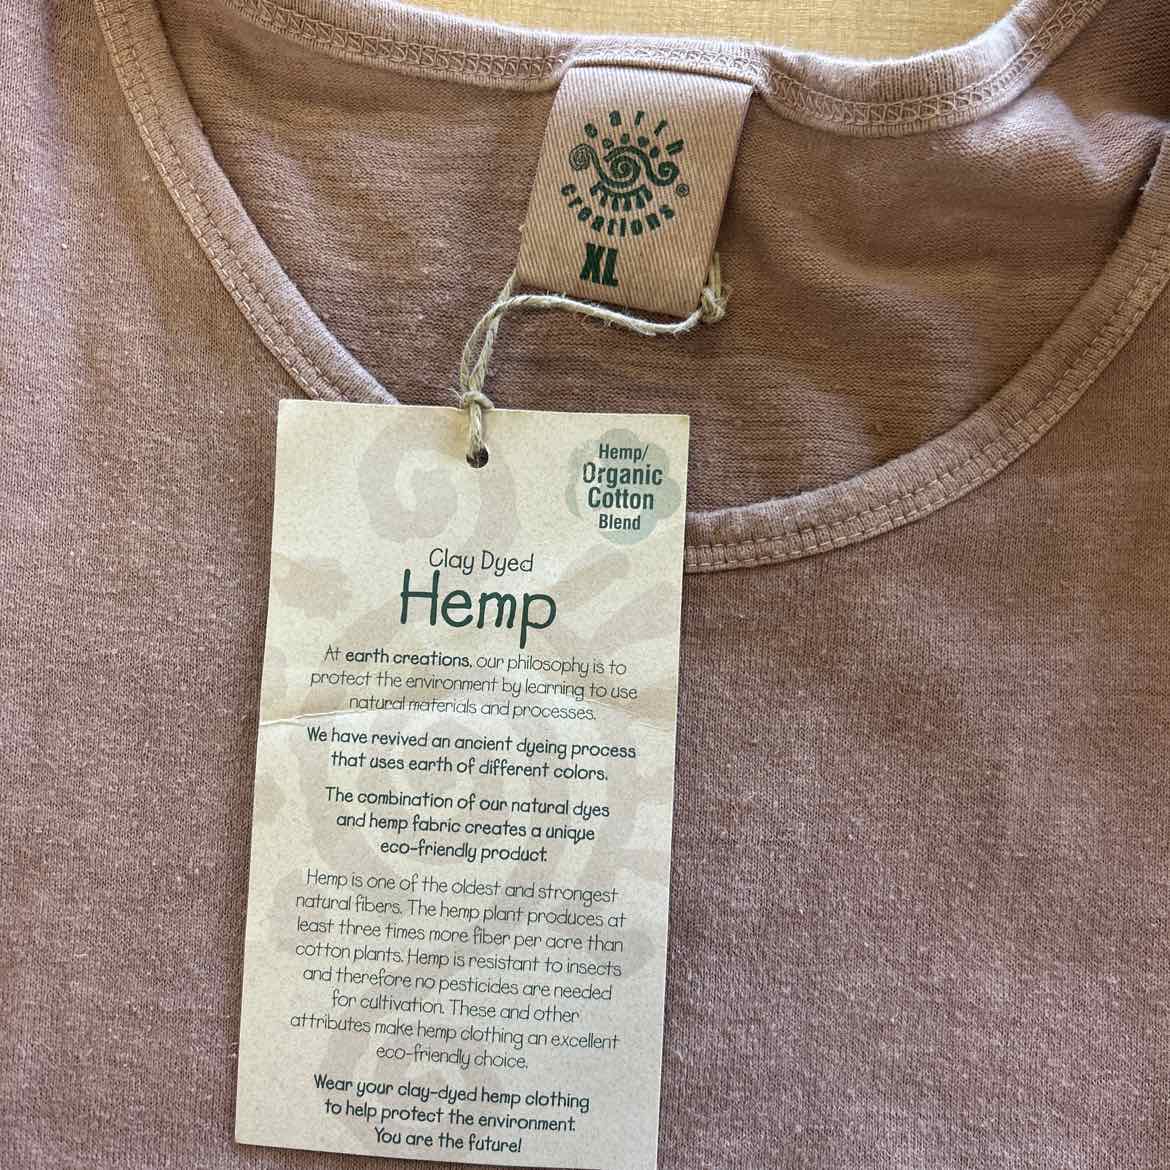 earth
creations
®
XL
Hemp/
Organic
Cotton
Blend
Clay Dyed
Hemp
At earth creations, our philosophy is to
protect the environment by learning to use
natural materials and processes.
We have revived an ancient dyeing process
that uses earth of different colors.
The combination of our natural dyes
and hemp fabric creates a unique
eco-friendly product.
Hemp is one of the oldest and strongest
natural fibers. The hemp plant produces at
least three times more fiber per acre than
cotton plants. Hemp is resistant to insects
and therefore no pesticides are needed
for cultivation. These and other
attributes make hemp clothing an excellent
eco-friendly choice.
Wear your clay-dyed hemp clothing
to help protect the environment.
You are the future!